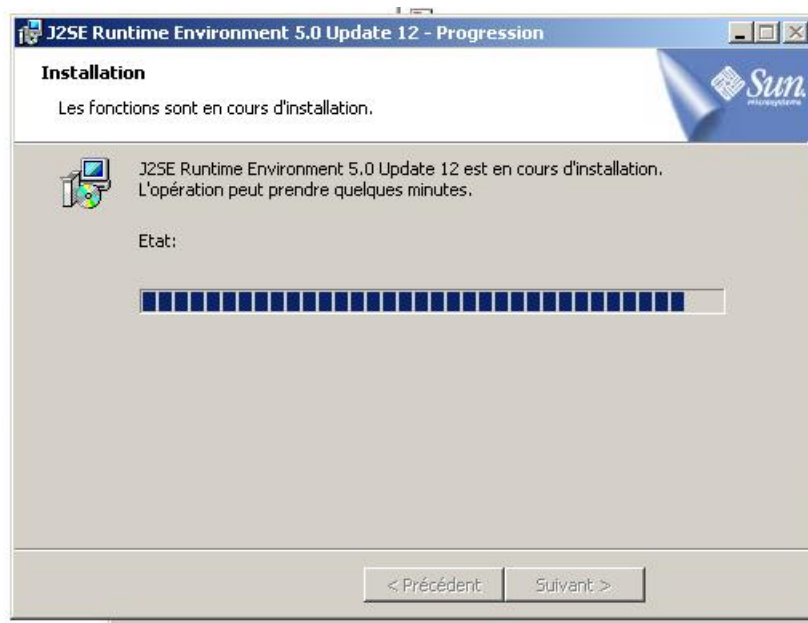 J2SE Runtime Environment 5.0 Update 12 - Progression
Installation
Les fonctions sont en cours d'installation.
Sun.
microsystems
J2SE Runtime Environment 5.0 Update 12 est en cours d'installation.
L'opération peut prendre quelques minutes.
Etat:
< Précédent
Suivant >